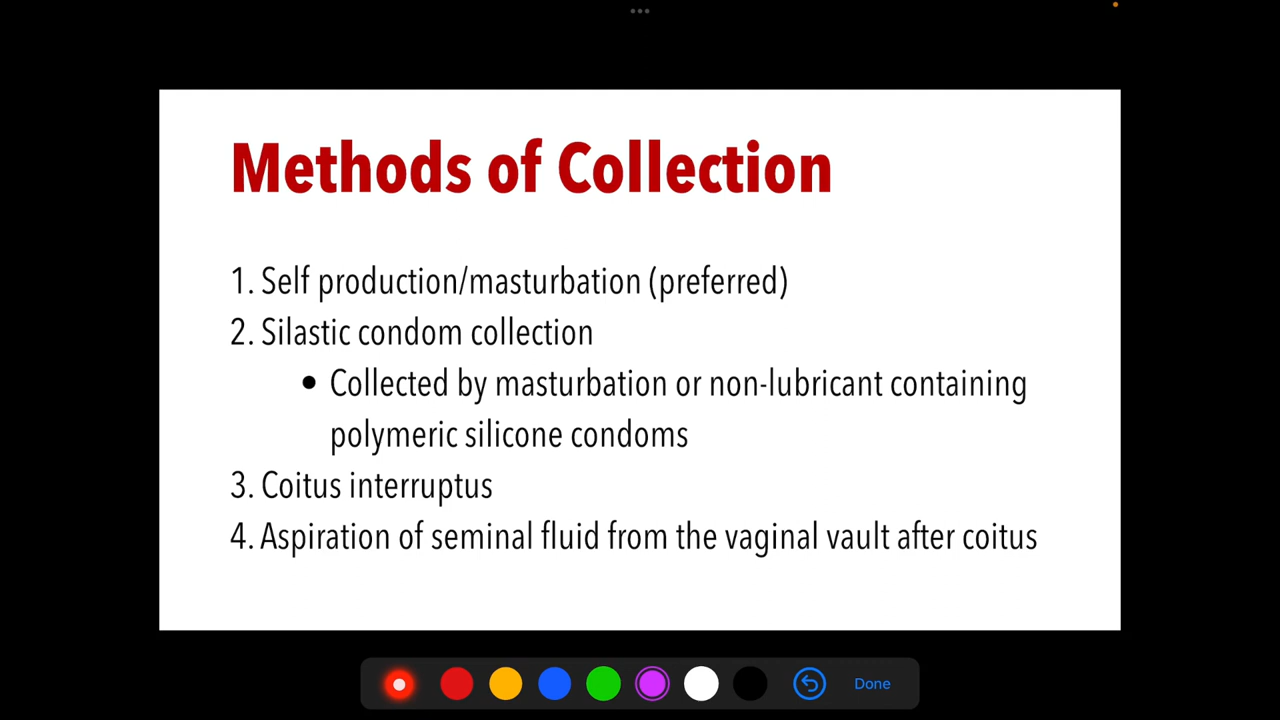 Methods of Collection
1. Self production/masturbation (preferred)
2. Silastic condom collection
• Collected by masturbation or non-lubricant containing
polymeric silicone condoms
3. Coitus interruptus
4. Aspiration of seminal fluid from the vaginal vault after coitus
Done